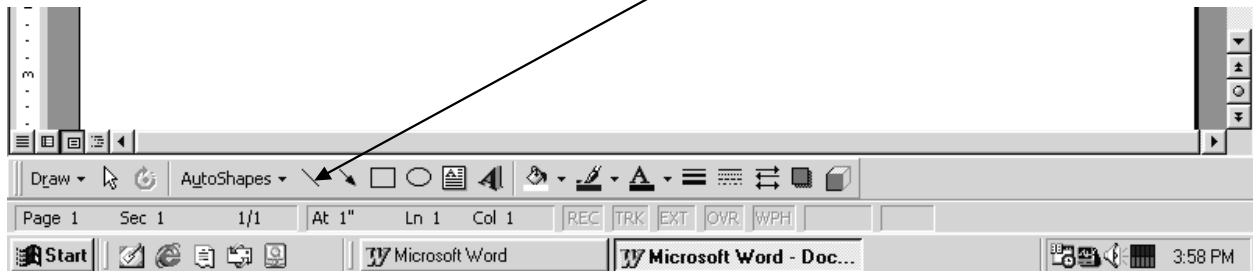 3
Draw AutoShapes A
Page 1 Sec 1 1/1 At 1" Ln 1 Col 1 REC TRK EXT OVR WPH
Start Microsoft Word Microsoft Word - Doc... 3:58 PM